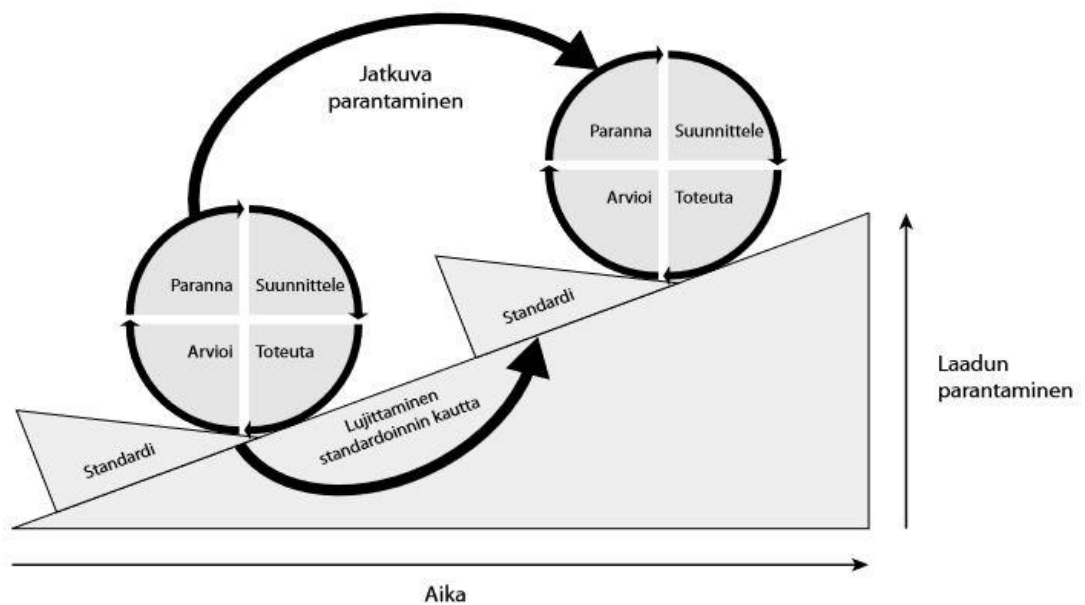 Jatkuva
parantaminen
Paranna Suunnittele
Arvioi Toteuta
Paranna Suunnittele
Arvioi Toteuta
Standardi
Standardi
Lujittaminen
standardoinnin kautta
Laadun
parantaminen
Aika